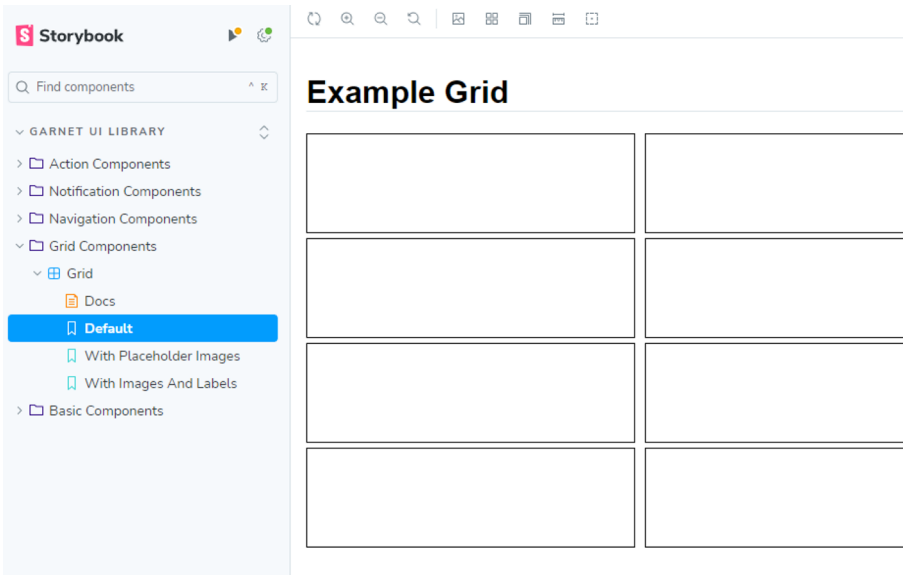 Storybook
Find components
^ K
GARNET UI LIBRARY
Action Components
Notification Components
Navigation Components
Grid Components
Grid
Docs
Default
With Placeholder Images
With Images And Labels
Basic Components
Example Grid